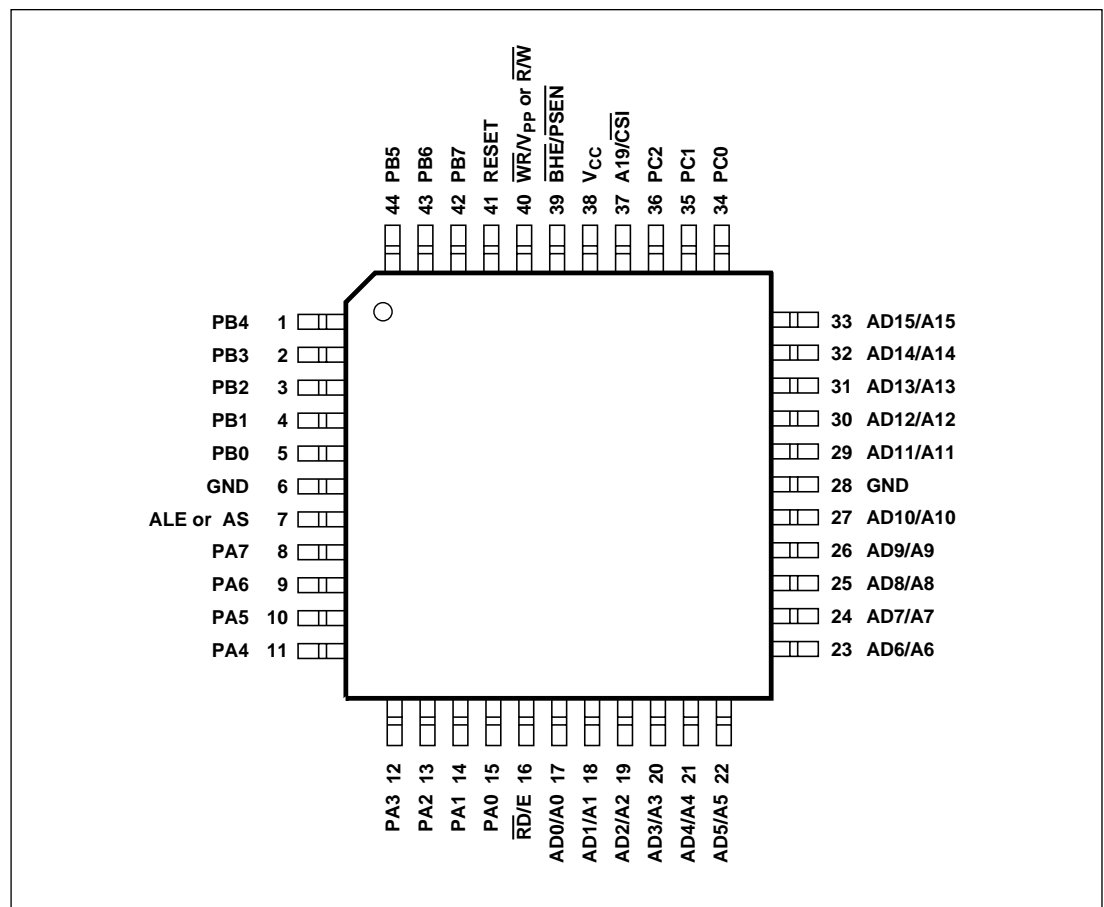 44 PB5
43 PB6
42 PB7
41 RESET
40 W̅R̅/VPP or R̅/̅W̅
39 B̅H̅E̅/P̅S̅E̅N̅
38 VCC
37 A19/C̅S̅I̅
36 PC2
35 PC1
34 PC0
PB4 1
PB3 2
PB2 3
PB1 4
PB0 5
GND 6
ALE or AS 7
PA7 8
PA6 9
PA5 10
PA4 11
33 AD15/A15
32 AD14/A14
31 AD13/A13
30 AD12/A12
29 AD11/A11
28 GND
27 AD10/A10
26 AD9/A9
25 AD8/A8
24 AD7/A7
23 AD6/A6
PA3 12
PA2 13
PA1 14
PA0 15
R̅D̅/E 16
AD0/A0 17
AD1/A1 18
AD2/A2 19
AD3/A3 20
AD4/A4 21
AD5/A5 22